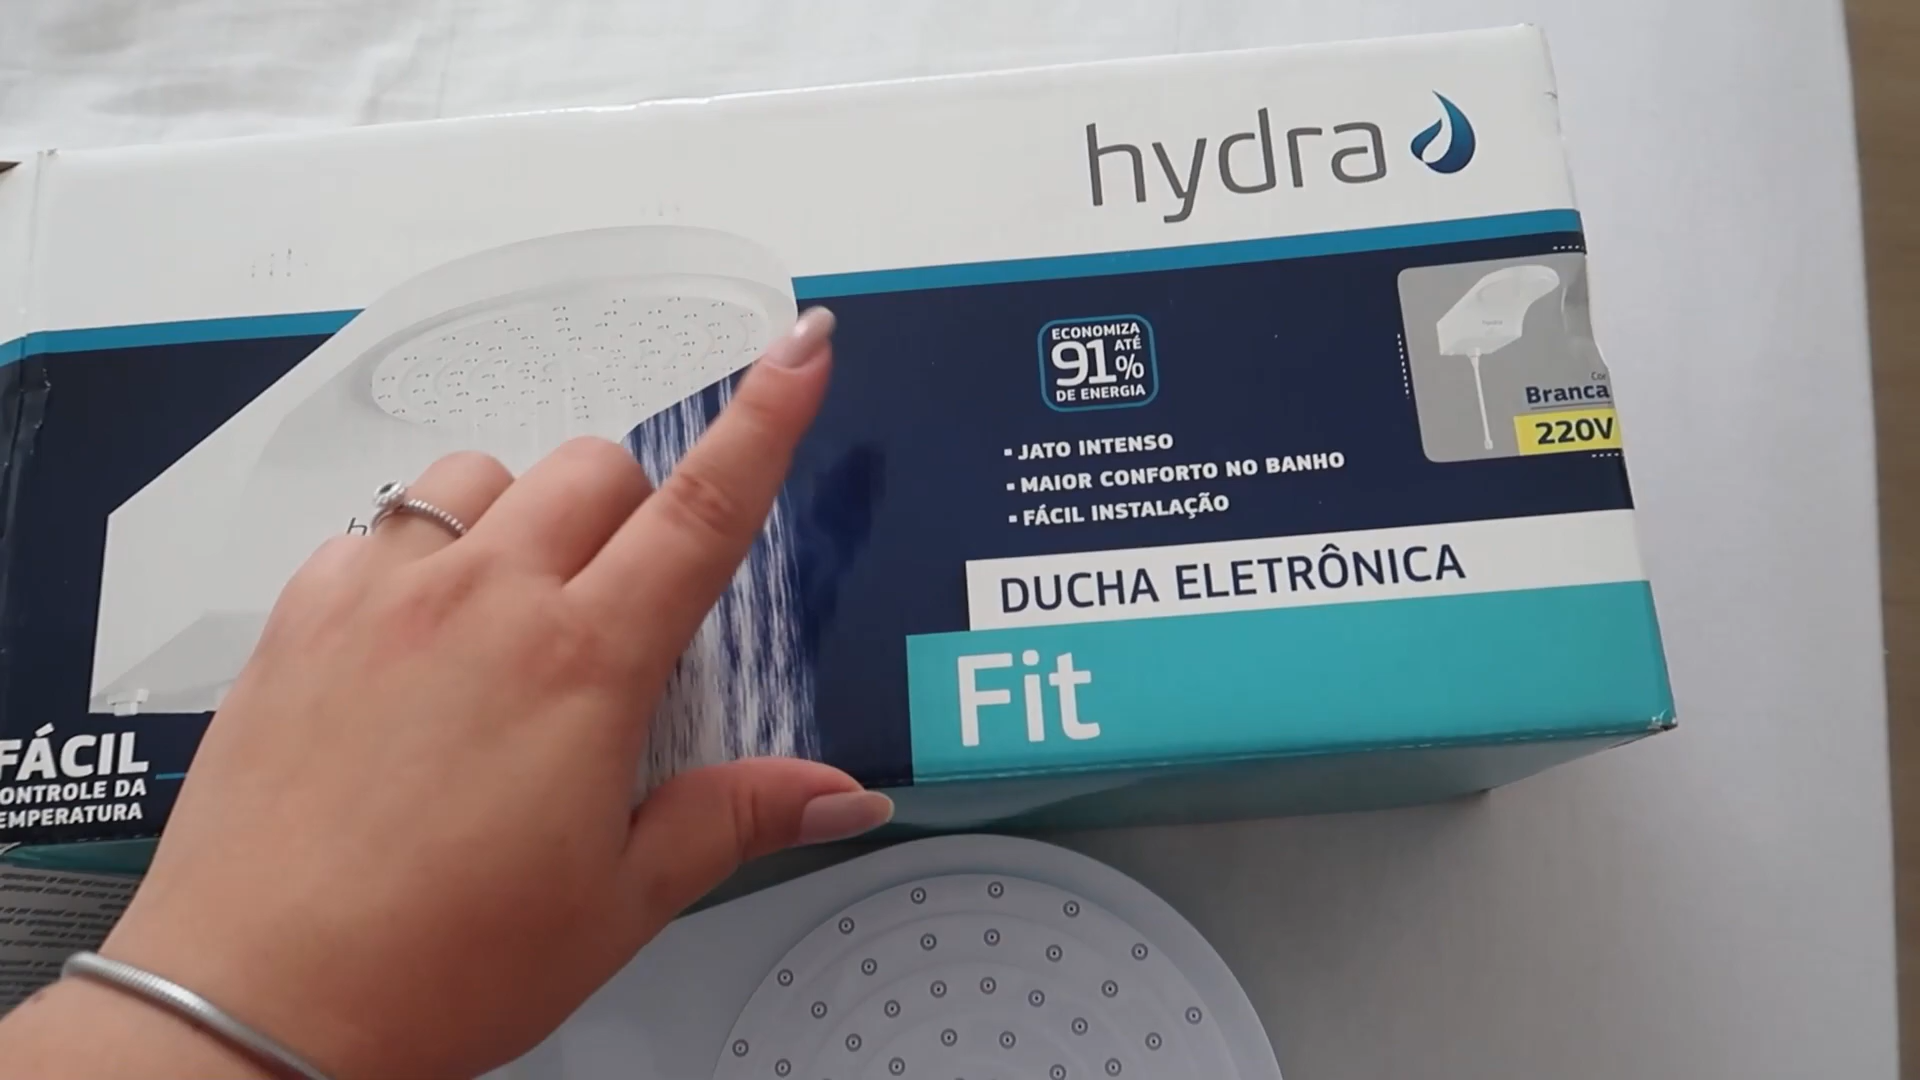 hydra
ECONOMIZA
ATÉ
91%
DE ENERGIA
Cor
Branca
220V
▪ JATO INTENSO
▪ MAIOR CONFORTO NO BANHO
▪ FÁCIL INSTALAÇÃO
DUCHA ELETRÔNICA
Fit
FÁCIL
ONTROLE DA
EMPERATURA